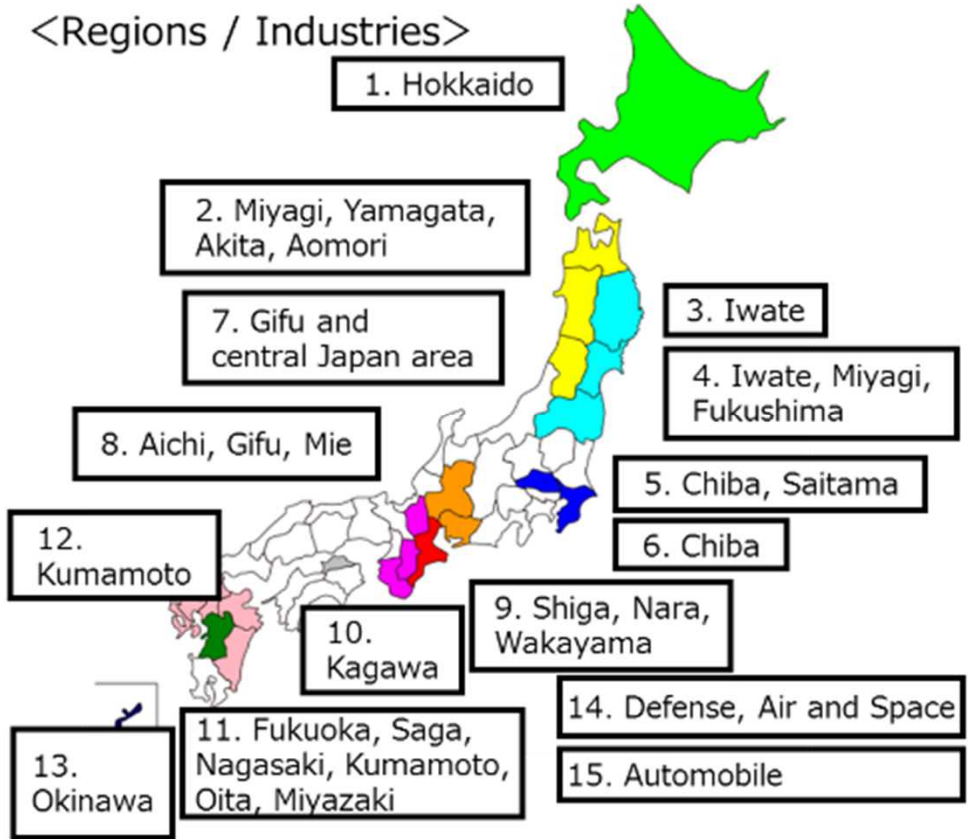 <Regions / Industries>
1. Hokkaido
2. Miyagi, Yamagata,
Akita, Aomori
7. Gifu and
central Japan area
3. Iwate
4. Iwate, Miyagi,
Fukushima
8. Aichi, Gifu, Mie
5. Chiba, Saitama
12.
Kumamoto
6. Chiba
9. Shiga, Nara,
Wakayama
10.
Kagawa
14. Defense, Air and Space
11. Fukuoka, Saga,
Nagasaki, Kumamoto,
Oita, Miyazaki
13.
Okinawa
15. Automobile